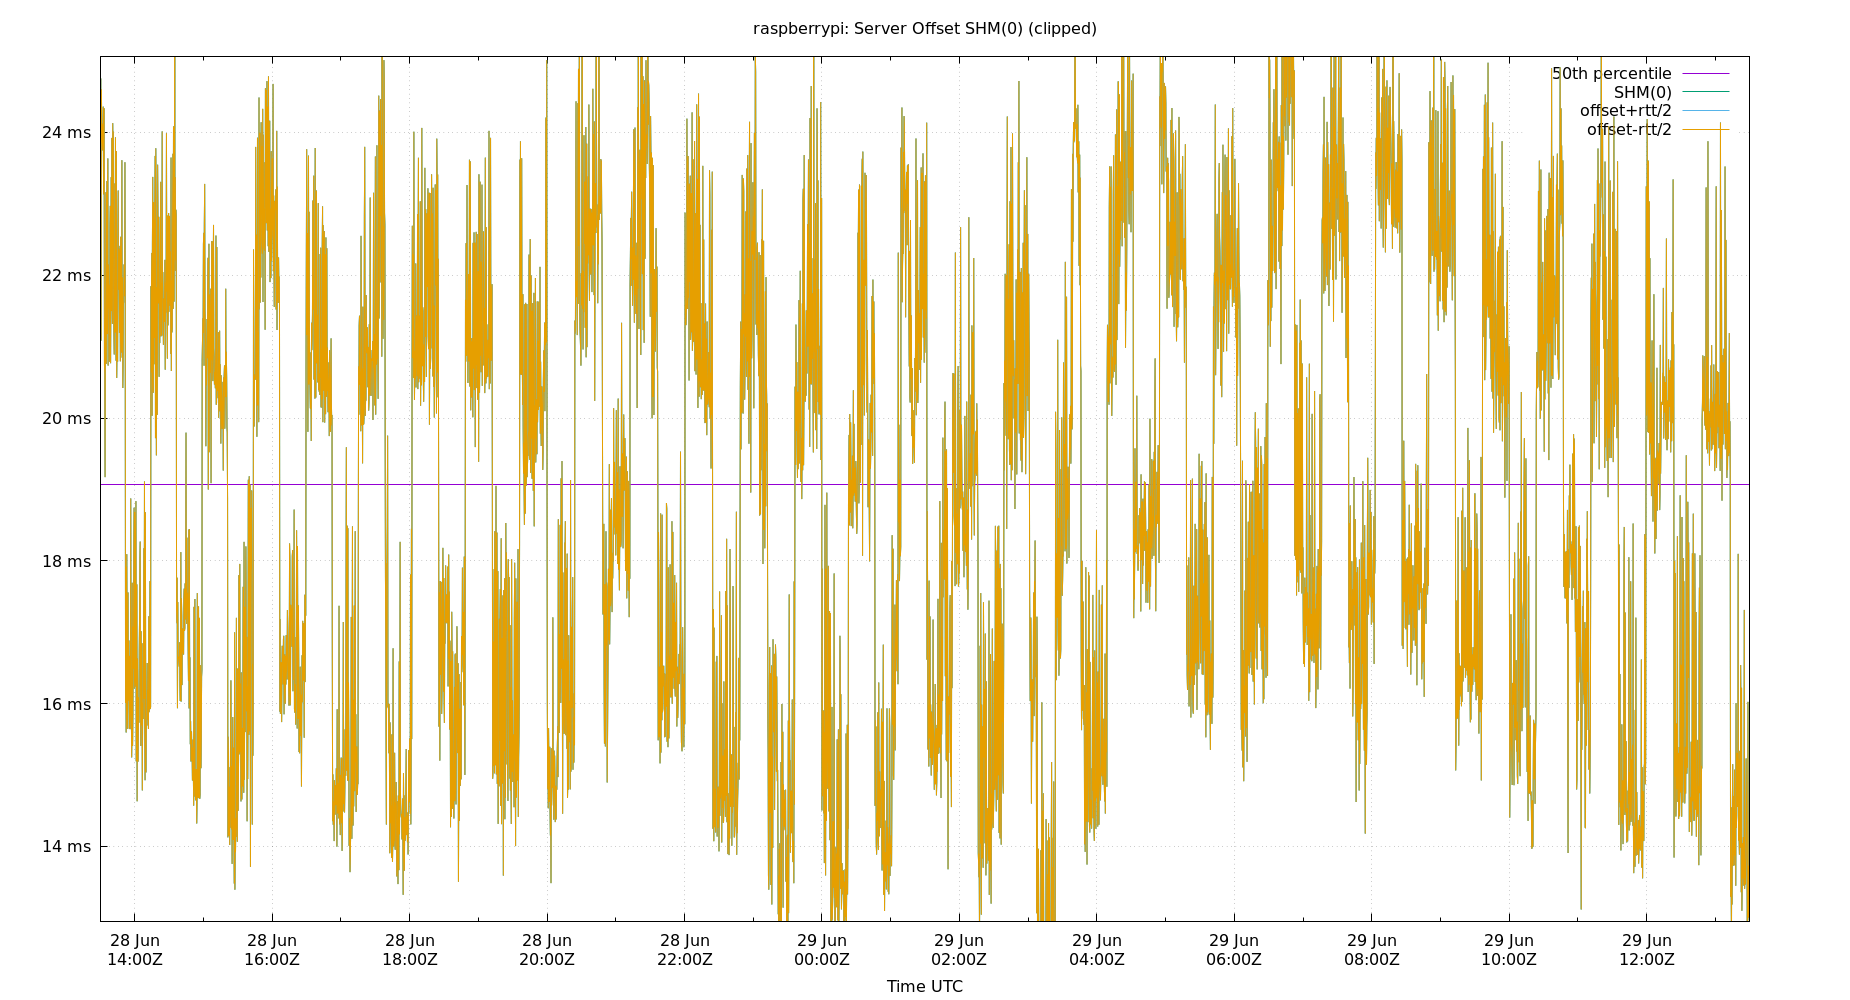 raspberrypi: Server Offset SHM(0) (clipped)
50th percentile
SHM(0)
offset+rtt/2
offset-rtt/2
24 ms
22 ms
20 ms
18 ms
16 ms
14 ms
28 Jun 28 Jun 28 Jun 28 Jun 28 Jun 29 Jun 29 Jun 29 Jun 29 Jun 29 Jun 29 Jun 29 Jun
14:00Z 16:00Z 18:00Z 20:00Z 22:00Z 00:00Z 02:00Z 04:00Z 06:00Z 08:00Z 10:00Z 12:00Z
Time UTC